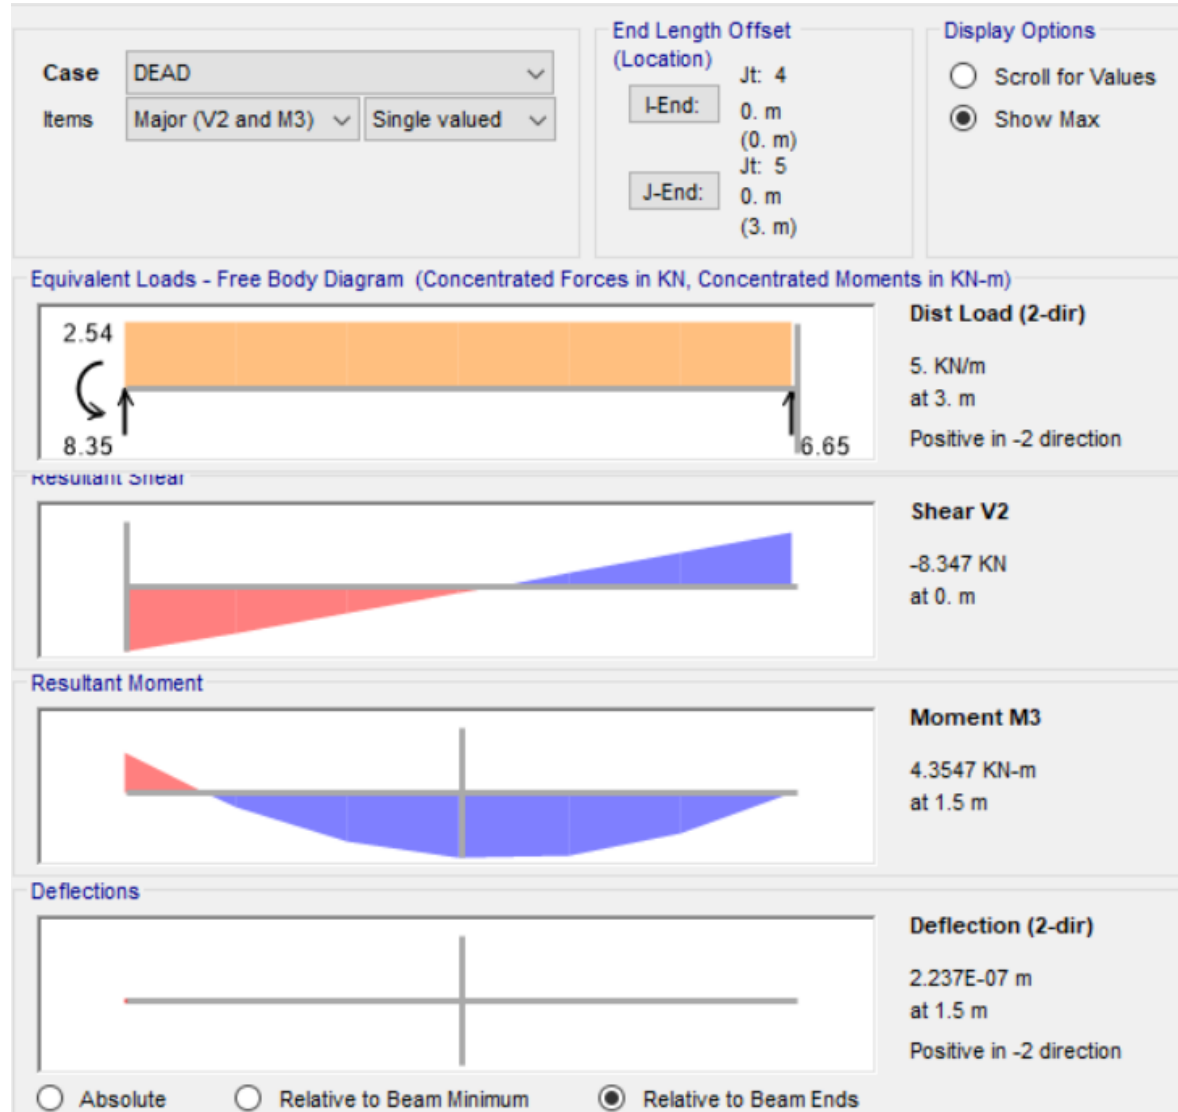 Case DEAD
Items Major (V2 and M3) Single valued
End Length Offset
(Location)
Jt: 4
I-End: 0. m
(0. m)
Jt: 5
J-End: 0. m
(3. m)
Display Options
Scroll for Values
Show Max
Equivalent Loads - Free Body Diagram (Concentrated Forces in KN, Concentrated Moments in KN-m)
2.54
8.35
6.65
Dist Load (2-dir)
5. KN/m
at 3. m
Positive in -2 direction
Resultant Shear
Shear V2
-8.347 KN
at 0. m
Resultant Moment
Moment M3
4.3547 KN-m
at 1.5 m
Deflections
Deflection (2-dir)
2.237E-07 m
at 1.5 m
Positive in -2 direction
Absolute Relative to Beam Minimum Relative to Beam Ends